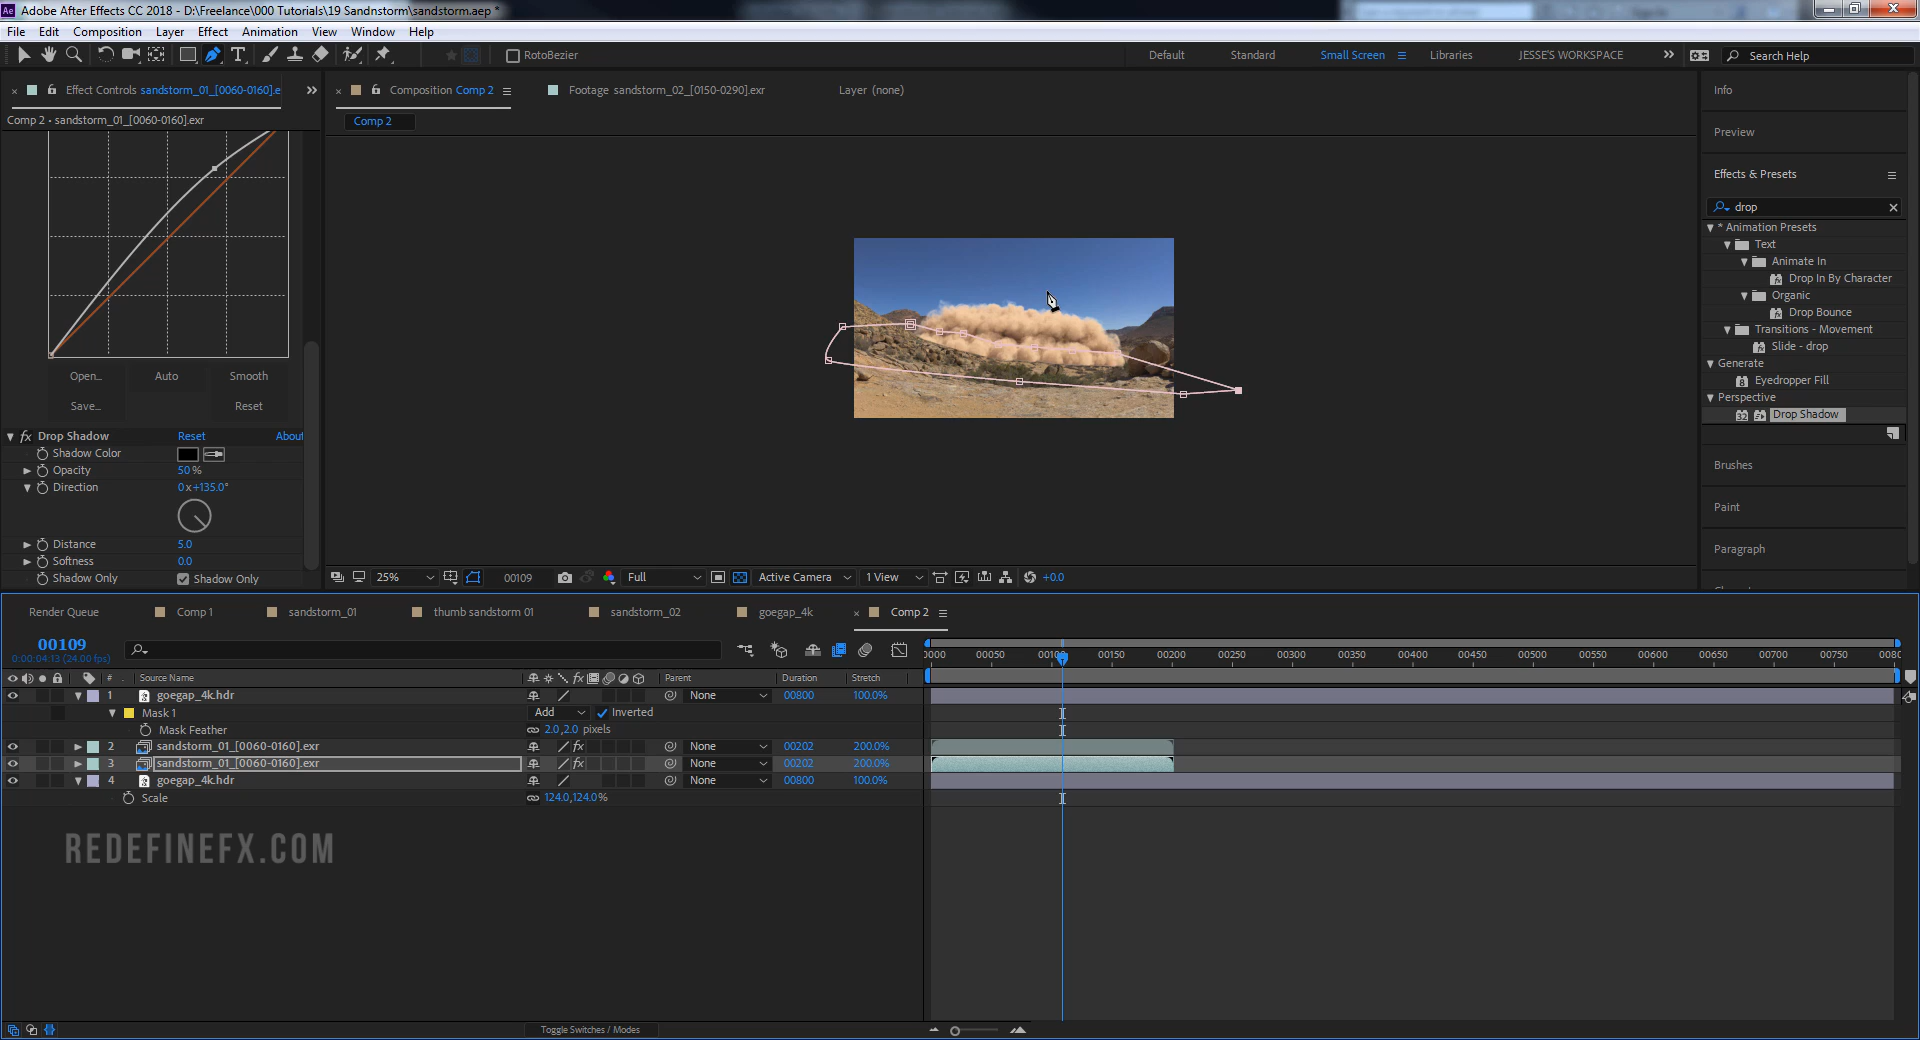 Adobe After Effects CC 2018 - D:\Freelance\000 Tutorials\19 Sandnstorm\sandstorm.aep *
File Edit Composition Layer Effect Animation View Window Help
RotoBezier
Default Standard Small Screen Libraries JESSE'S WORKSPACE Search Help
Effect Controls sandstorm_01_[0060-0160].e
Composition Comp 2
Footage sandstorm_02_[0150-0290].exr
Layer (none)
Comp 2 • sandstorm_01_[0060-0160].exr
Comp 2
Open... Auto Smooth
Save... Reset
Drop Shadow Reset About
Shadow Color
Opacity 50 %
Direction 0 x +135.0°
Distance 5.0
Softness 0.0
Shadow Only Shadow Only
25% 00109 Full Active Camera 1 View +0.0
Info
Preview
Effects & Presets
drop
* Animation Presets
Text
Animate In
Drop In By Character
Organic
Drop Bounce
Transitions - Movement
Slide - drop
Generate
Eyedropper Fill
Perspective
Drop Shadow
Brushes
Paint
Paragraph
Render Queue Comp 1 sandstorm_01 thumb sandstorm 01 sandstorm_02 goegap_4k Comp 2
00109
0:00:04:13 (24.00 fps)
0000 00050 00100 00150 00200 00250 00300 00350 00400 00450 00500 00550 00600 00650 00700 00750 0080
# Source Name Parent Duration Stretch
1 goegap_4k.hdr None 00800 100.0%
Mask 1 Add Inverted
Mask Feather 2.0,2.0 pixels
2 sandstorm_01_[0060-0160].exr None 00202 200.0%
3 sandstorm_01_[0060-0160].exr None 00202 200.0%
4 goegap_4k.hdr None 00800 100.0%
Scale 124.0,124.0%
REDEFINEFX.COM
Toggle Switches / Modes